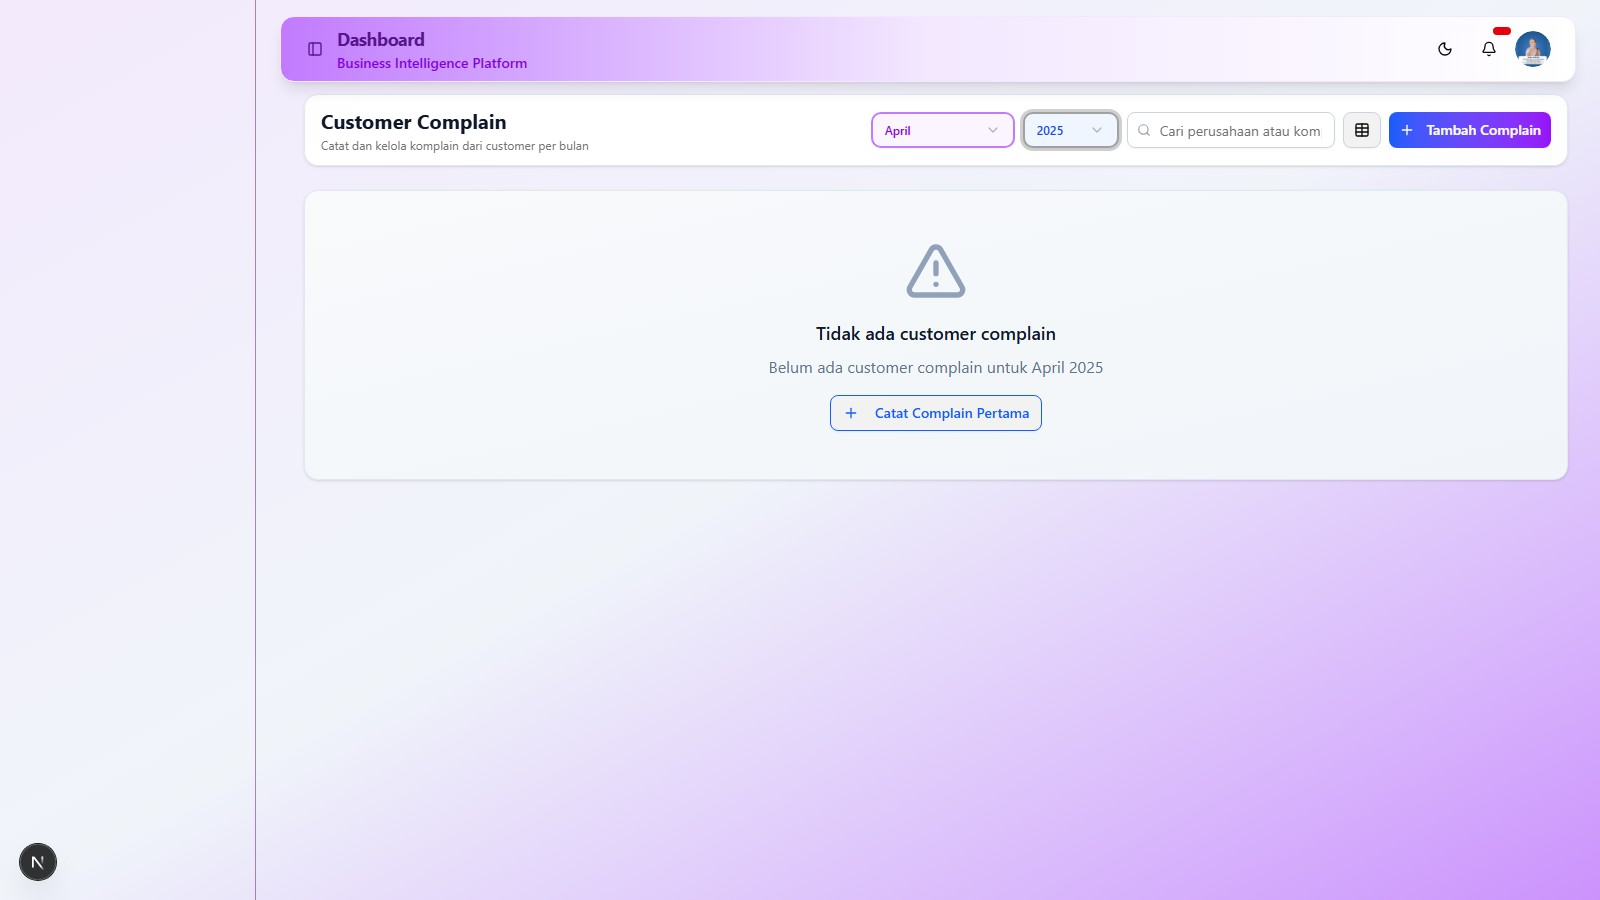 Dashboard
Business Intelligence Platform
Customer Complain
Catat dan kelola komplain dari customer per bulan
April
2025
Cari perusahaan atau kom
Tambah Complain
Tidak ada customer complain
Belum ada customer complain untuk April 2025
Catat Complain Pertama
N